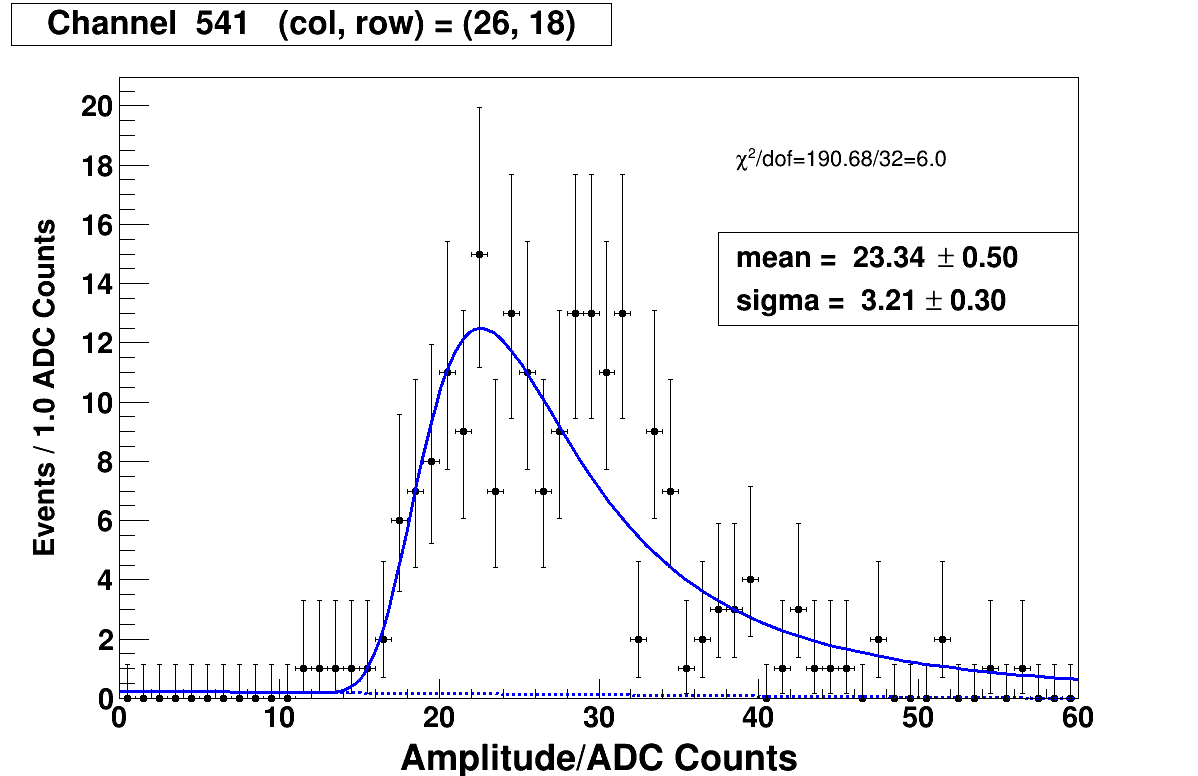 Channel 541 (col, row) = (26, 18)
20
18
16
14
12
10
8
6
4
2
0
Events / 1.0 ADC Counts
χ²/dof=190.68/32=6.0
mean = 23.34 ± 0.50
sigma = 3.21 ± 0.30
0 10 20 30 40 50 60
Amplitude/ADC Counts